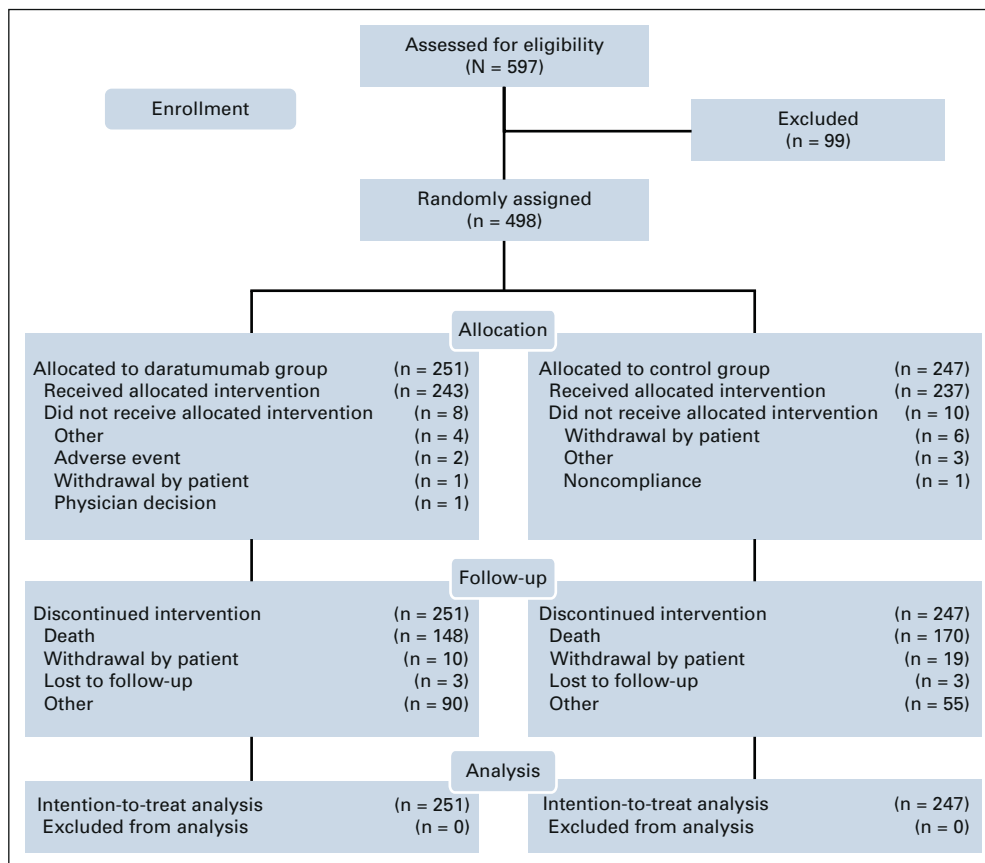 Assessed for eligibility
(N = 597)
Enrollment
Excluded
(n = 99)
Randomly assigned
(n = 498)
Allocation
Allocated to daratumumab group (n = 251)
Received allocated intervention (n = 243)
Did not receive allocated intervention (n = 8)
Other (n = 4)
Adverse event (n = 2)
Withdrawal by patient (n = 1)
Physician decision (n = 1)
Allocated to control group (n = 247)
Received allocated intervention (n = 237)
Did not receive allocated intervention (n = 10)
Withdrawal by patient (n = 6)
Other (n = 3)
Noncompliance (n = 1)
Follow-up
Discontinued intervention (n = 251)
Death (n = 148)
Withdrawal by patient (n = 10)
Lost to follow-up (n = 3)
Other (n = 90)
Discontinued intervention (n = 247)
Death (n = 170)
Withdrawal by patient (n = 19)
Lost to follow-up (n = 3)
Other (n = 55)
Analysis
Intention-to-treat analysis (n = 251)
Excluded from analysis (n = 0)
Intention-to-treat analysis (n = 247)
Excluded from analysis (n = 0)